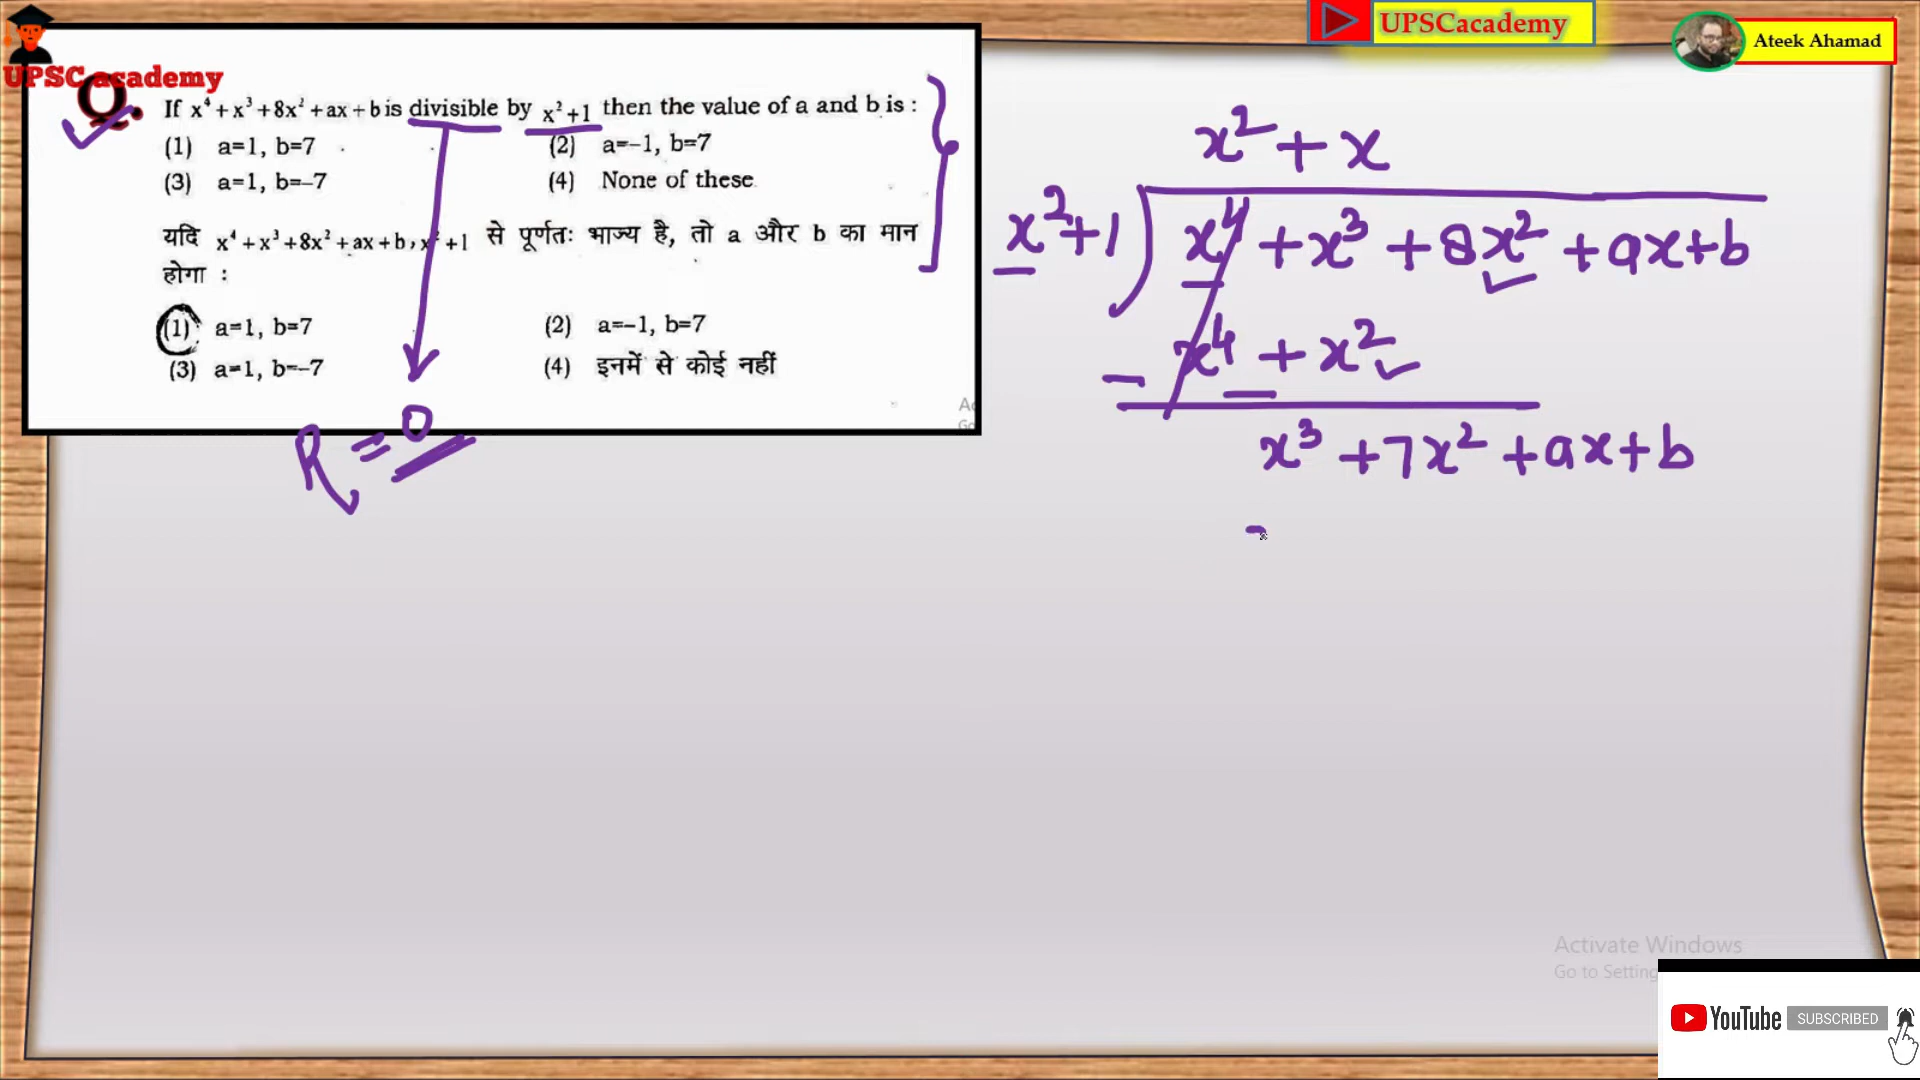 UPSCacademy
Ateek Ahamad
UPSC academy
Q.
If x⁴+x³+8x²+ax+b is divisible by x²+1 then the value of a and b is :
(1) a=1, b=7
(2) a=–1, b=7
(3) a=1, b=–7
(4) None of these
यदि x⁴+x³+8x²+ax+b, x²+1 से पूर्णतः भाज्य है, तो a और b का मान
होगा :
(1) a=1, b=7
(2) a=–1, b=7
(3) a=1, b=–7
(4) इनमें से कोई नहीं
R = 0
x² + x
x²+1 ) x⁴ + x³ + 8x² + ax+b
– x⁴ + x²
x³ + 7x² + ax + b
Activate Windows
YouTube SUBSCRIBED